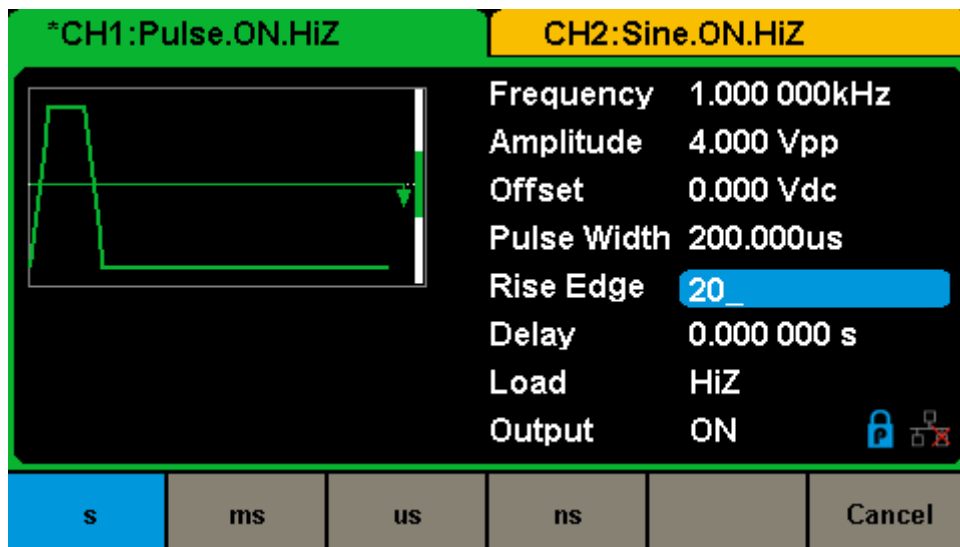 *CH1:Pulse.ON.HiZ CH2:Sine.ON.HiZ
Frequency 1.000 000kHz
Amplitude 4.000 Vpp
Offset 0.000 Vdc
Pulse Width 200.000us
Rise Edge 20_
Delay 0.000 000 s
Load HiZ
Output ON P
s ms us ns Cancel